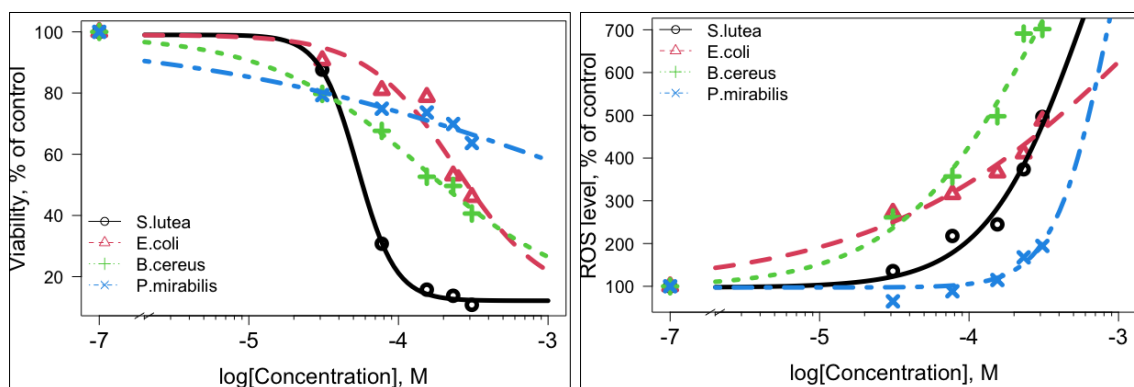 Viability, % of control
100
80
60
40
20
S.lutea
E.coli
B.cereus
P.mirabilis
-7
-5
-4
-3
log[Concentration], M
ROS level, % of control
700
600
500
400
300
200
100
S.lutea
E.coli
B.cereus
P.mirabilis
-7
-5
-4
-3
log[Concentration], M